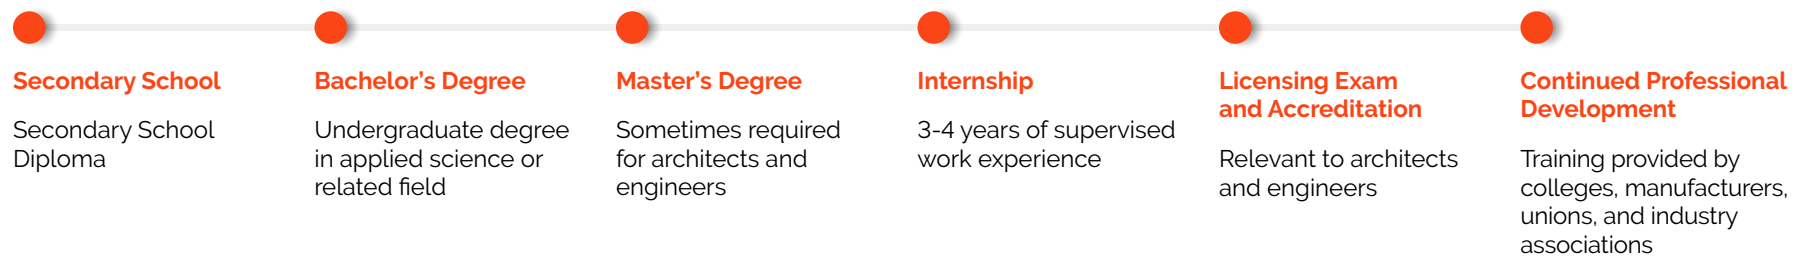 Secondary School
Secondary School
Diploma
Bachelor’s Degree
Undergraduate degree
in applied science or
related field
Master’s Degree
Sometimes required
for architects and
engineers
Internship
3-4 years of supervised
work experience
Licensing Exam
and Accreditation
Relevant to architects
and engineers
Continued Professional
Development
Training provided by
colleges, manufacturers,
unions, and industry
associations